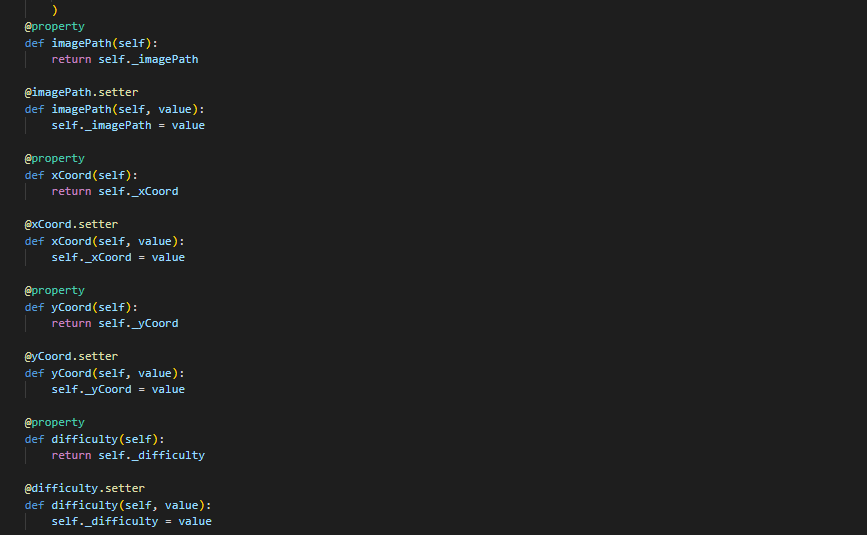 )
@property
def imagePath(self):
return self._imagePath
@imagePath.setter
def imagePath(self, value):
self._imagePath = value
@property
def xCoord(self):
return self._xCoord
@xCoord.setter
def xCoord(self, value):
self._xCoord = value
@property
def yCoord(self):
return self._yCoord
@yCoord.setter
def yCoord(self, value):
self._yCoord = value
@property
def difficulty(self):
return self._difficulty
@difficulty.setter
def difficulty(self, value):
self._difficulty = value